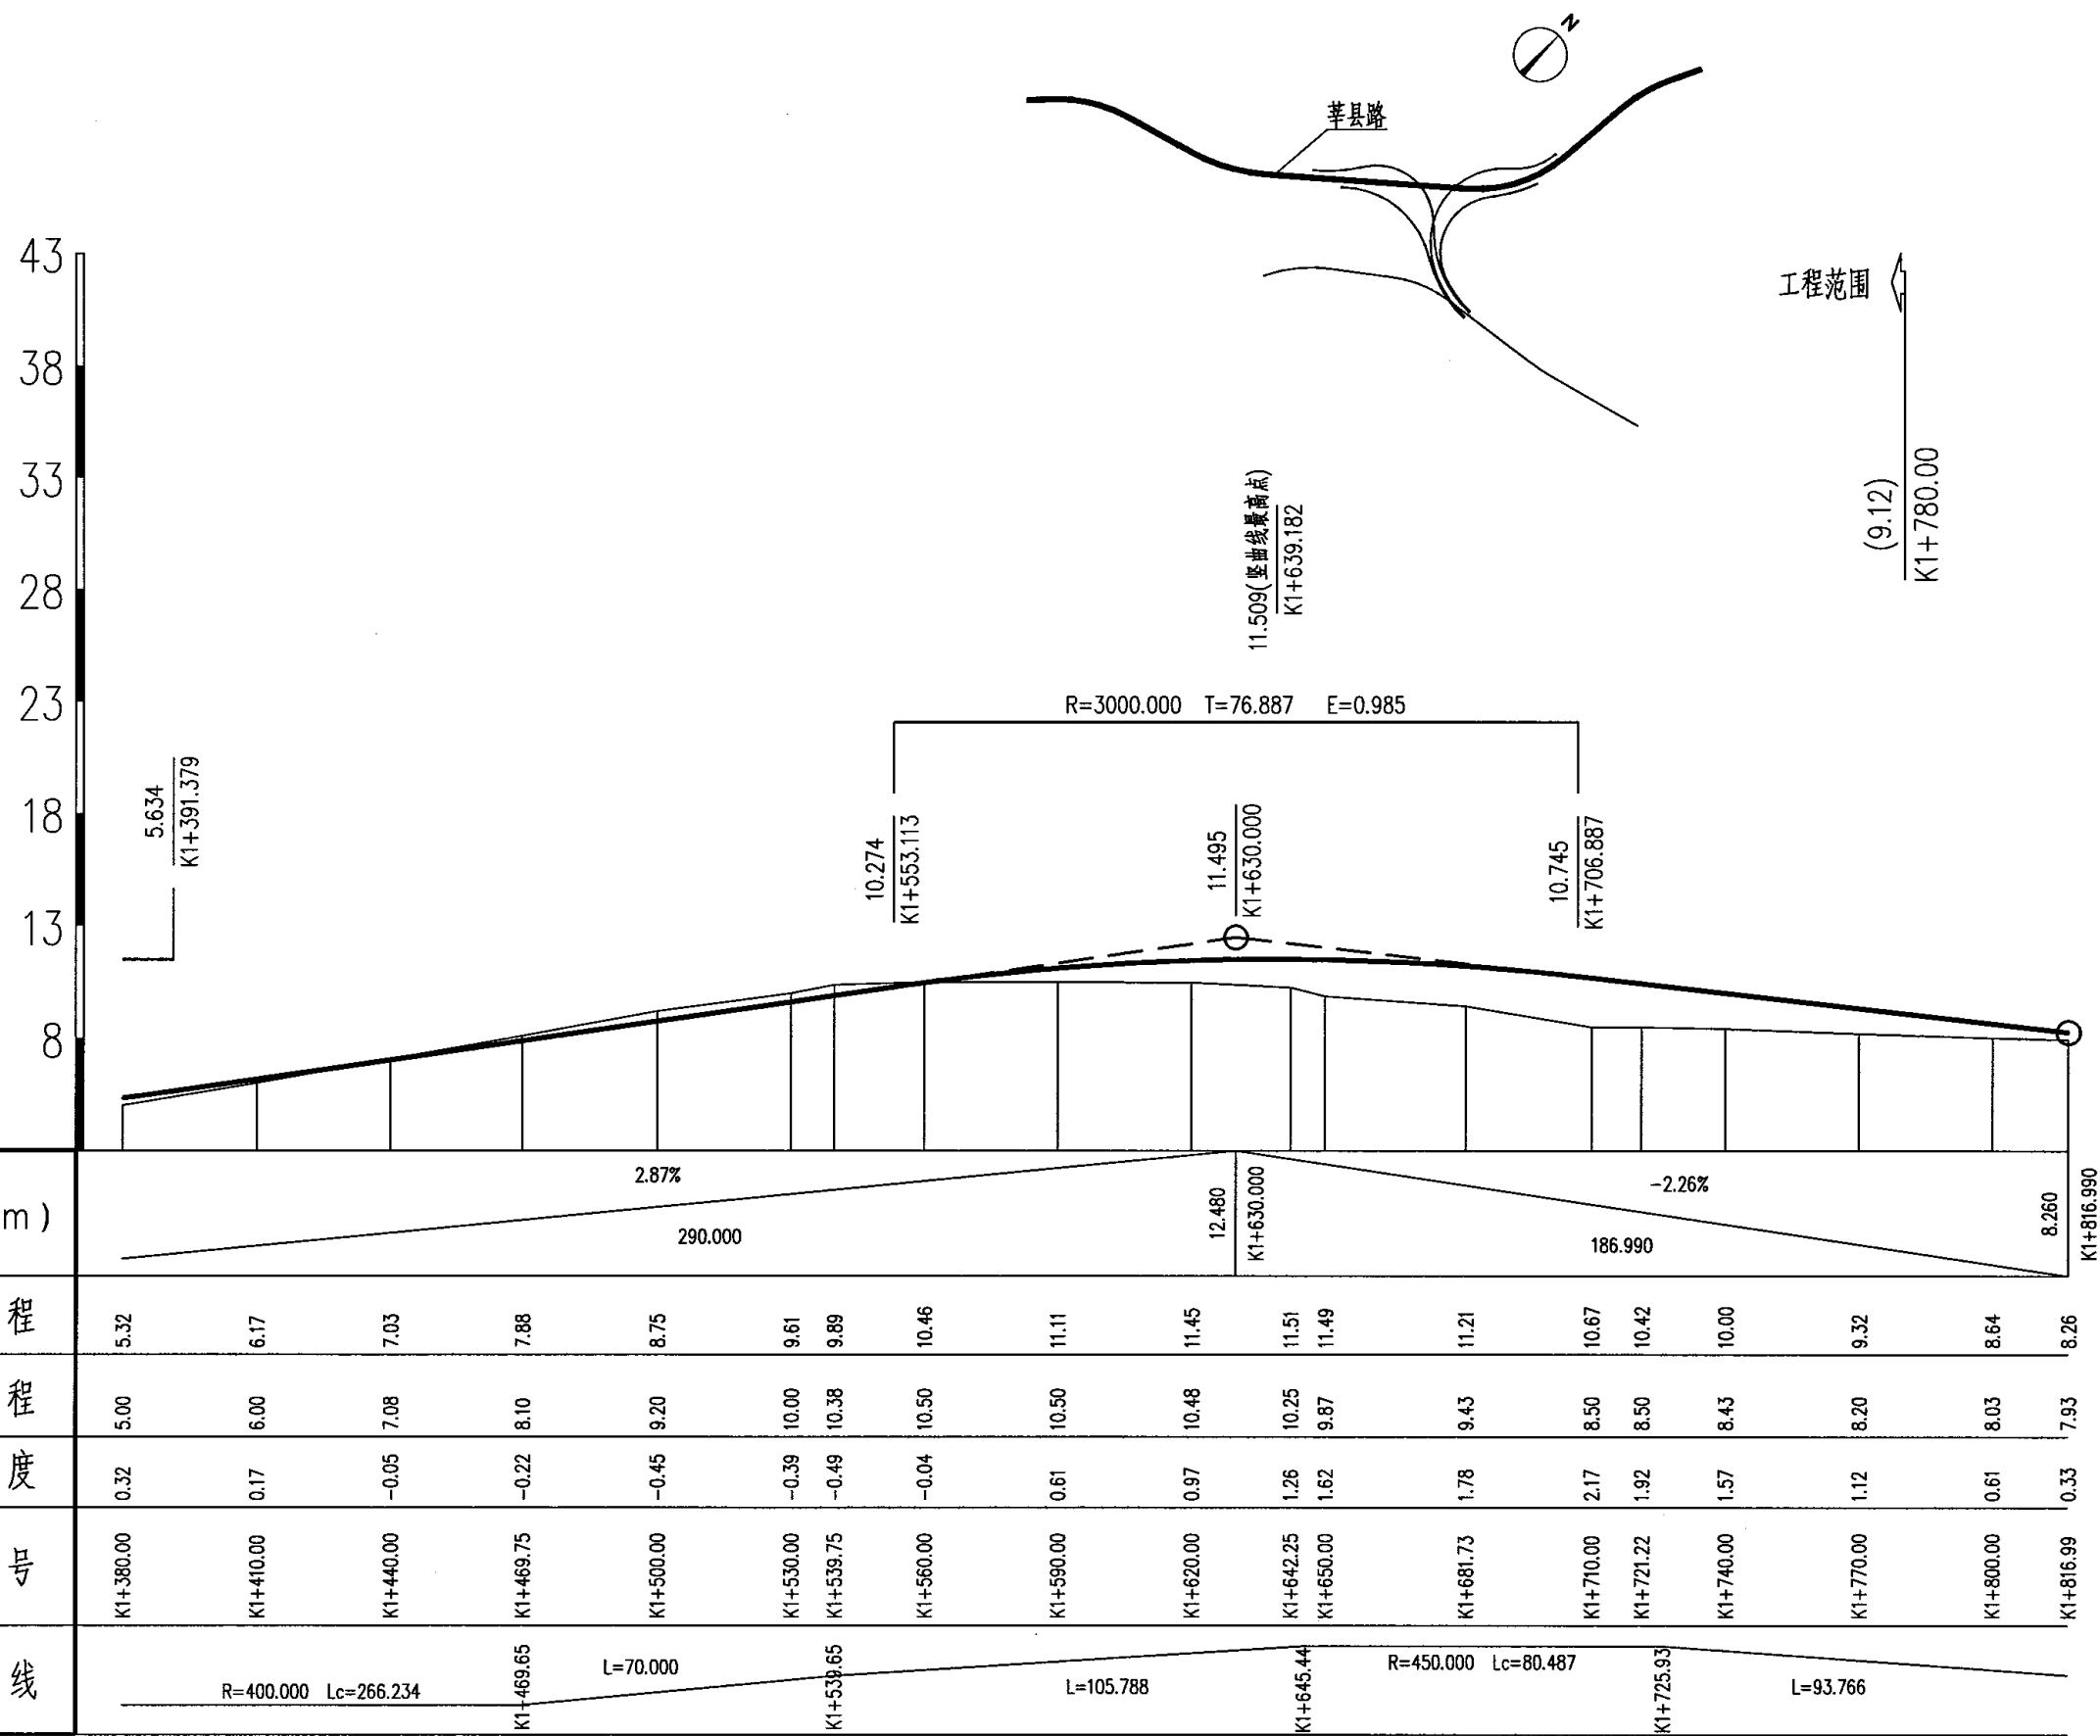 N
莘县路
工程范围
(9.12)
K1+780.00
43
38
33
28
23
18
13
8
11.509(竖曲线最高点)
K1+639.182
R=3000.000 T=76.887 E=0.985
5.634
K1+391.379
10.274
K1+553.113
11.495
K1+630.000
10.745
K1+706.887
m)
2.87%
290.000
12.480
K1+630.000
-2.26%
186.990
8.260
K1+816.990
程 5.32 6.17 7.03 7.88 8.75 9.61 9.89 10.46 11.11 11.45 11.51 11.49 11.21 10.67 10.42 10.00 9.32 8.64 8.26
程 5.00 6.00 7.08 8.10 9.20 10.00 10.38 10.50 10.50 10.48 10.25 9.87 9.43 8.50 8.50 8.43 8.20 8.03 7.93
度 0.32 0.17 -0.05 -0.22 -0.45 -0.39 -0.49 -0.04 0.61 0.97 1.26 1.62 1.78 2.17 1.92 1.57 1.12 0.61 0.33
号 K1+380.00 K1+410.00 K1+440.00 K1+469.75 K1+500.00 K1+530.00 K1+539.75 K1+560.00 K1+590.00 K1+620.00 K1+642.25 K1+650.00 K1+681.73 K1+710.00 K1+721.22 K1+740.00 K1+770.00 K1+800.00 K1+816.99
线 R=400.000 Lc=266.234 K1+469.65 L=70.000 K1+539.65 L=105.788 K1+645.44 R=450.000 Lc=80.487 K1+725.93 L=93.766